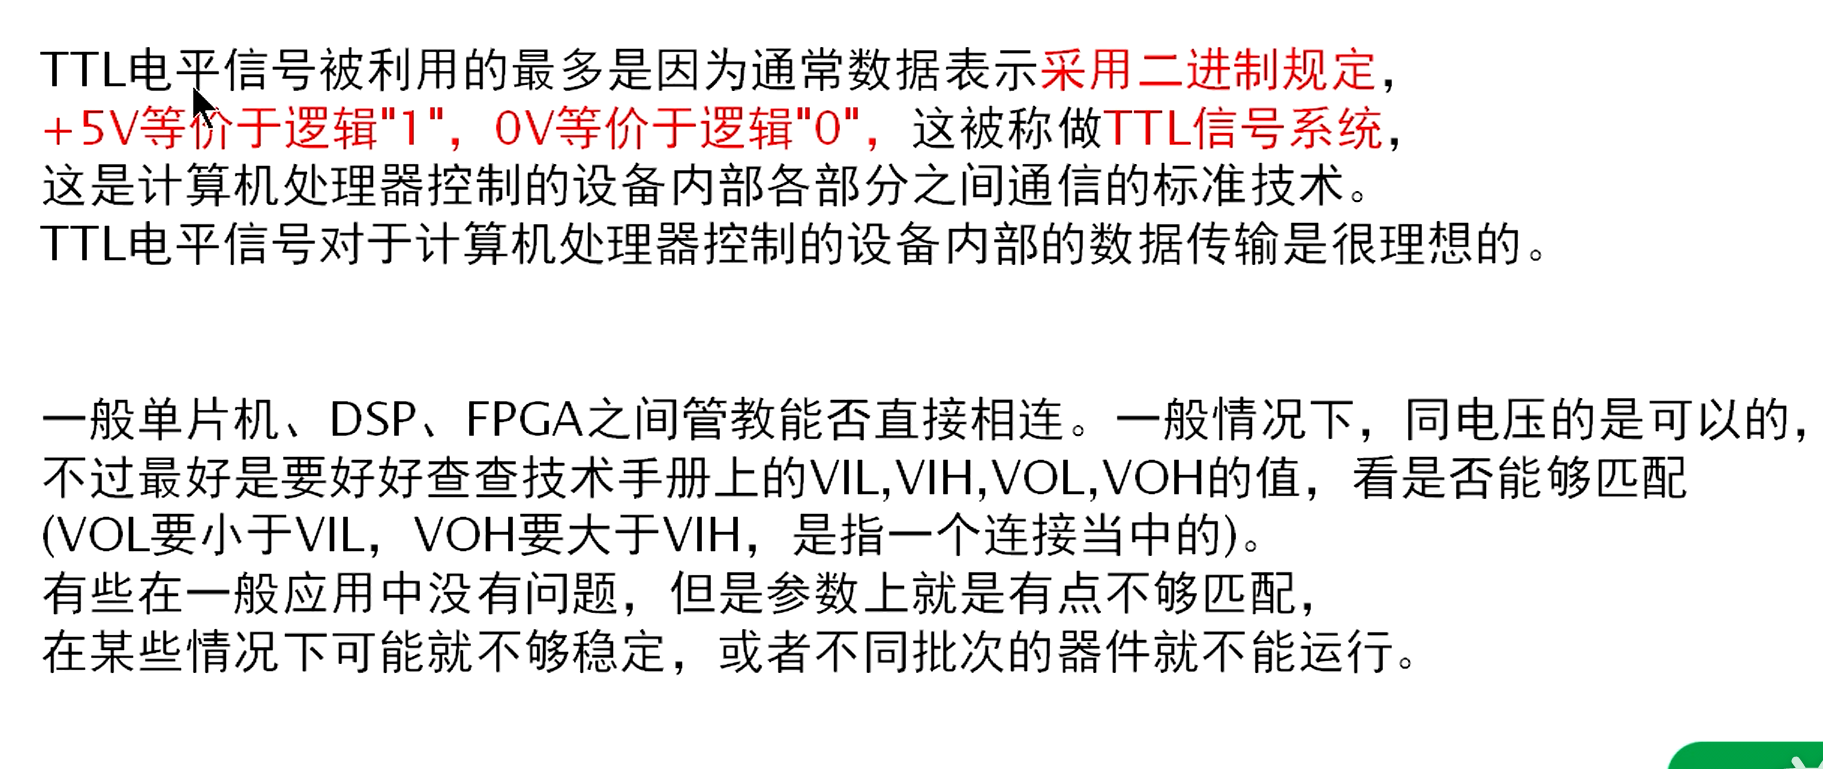 TTL电平信号被利用的最多是因为通常数据表示采用二进制规定，
+5V等价于逻辑"1"，0V等价于逻辑"0"，这被称做TTL信号系统，
这是计算机处理器控制的设备内部各部分之间通信的标准技术。
TTL电平信号对于计算机处理器控制的设备内部的数据传输是很理想的。
一般单片机、DSP、FPGA之间管教能否直接相连。一般情况下，同电压的是可以的，
不过最好是要好好查查技术手册上的VIL,VIH,VOL,VOH的值，看是否能够匹配
(VOL要小于VIL，VOH要大于VIH，是指一个连接当中的)。
有些在一般应用中没有问题，但是参数上就是有点不够匹配，
在某些情况下可能就不够稳定，或者不同批次的器件就不能运行。